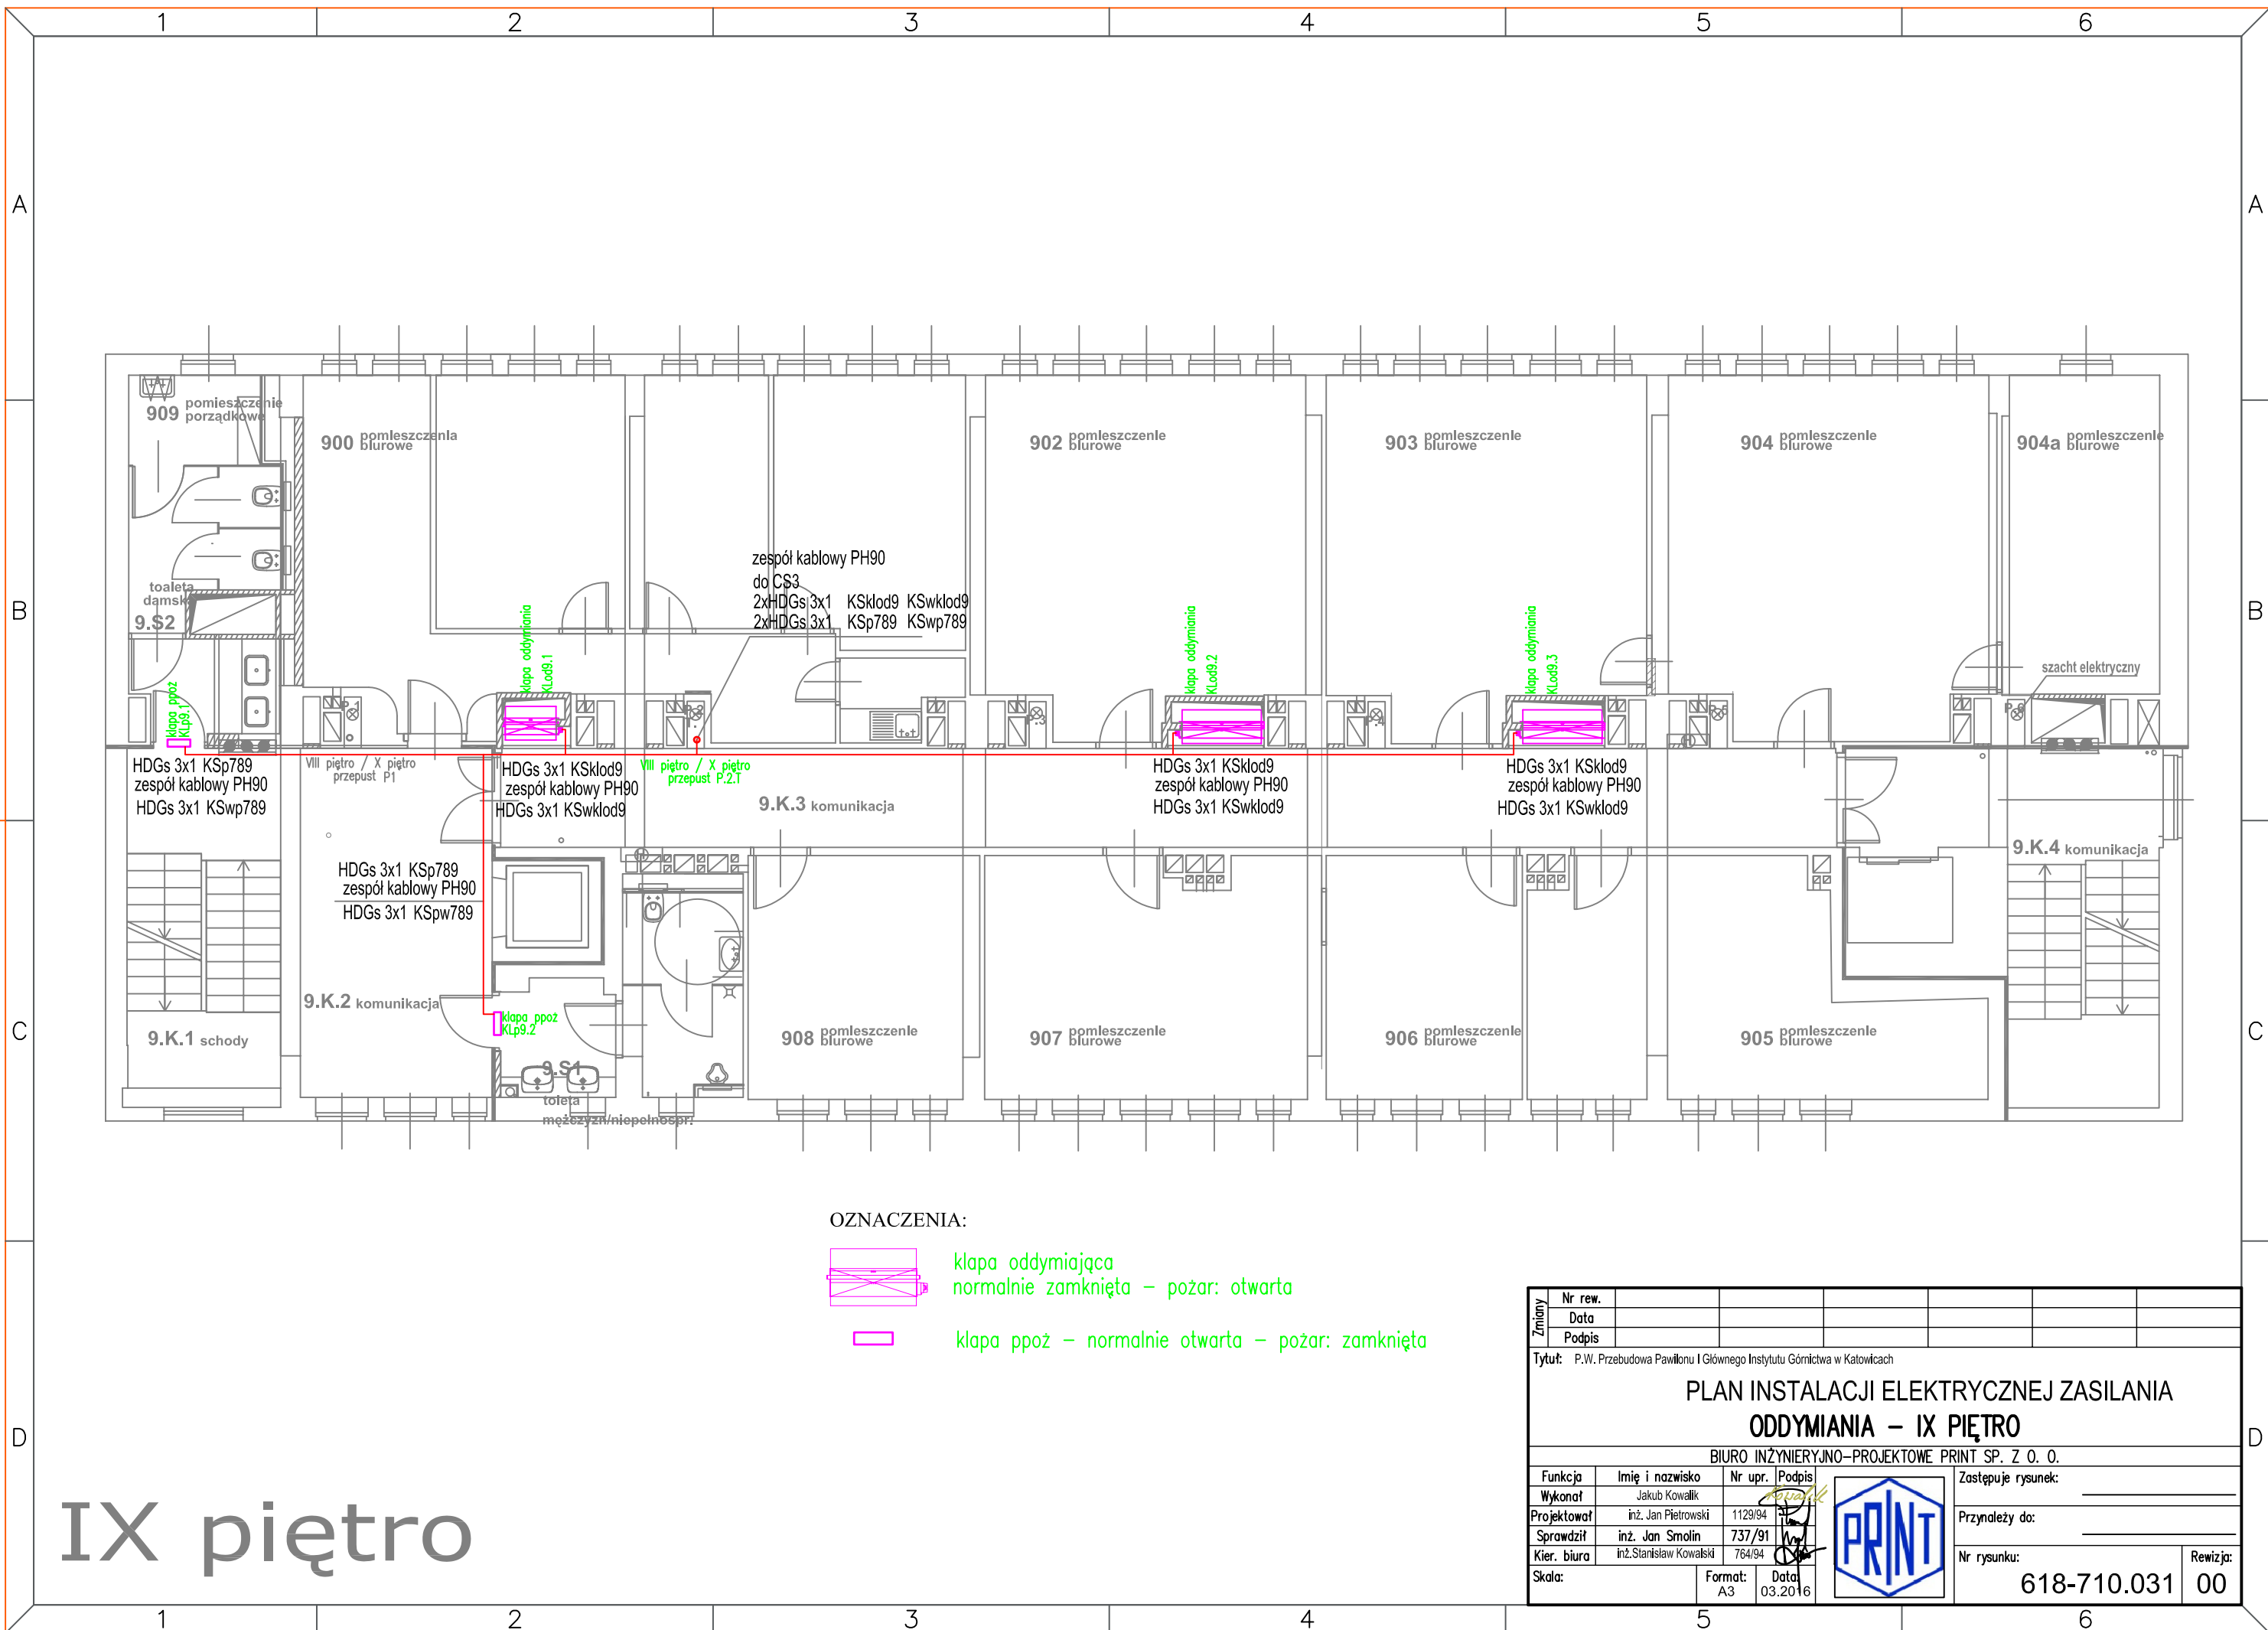 1 2 3 4 5 6
A A
B B
C C
D D
909 pomieszczenie
porządkowe
900 pomieszczenia
biurowe
902 pomieszczenie
biurowe
903 pomieszczenie
biurowe
904 pomieszczenie
biurowe
904a pomieszczenie
biurowe
toaleta
damska
9.S2
zespół kablowy PH90
do CS3
2xHDGs 3x1 KSklod9 KSwklod9
2xHDGs 3x1 KSp789 KSwp789
klapa oddymiania
KLod9.1
klapa oddymiania
KLod9.2
klapa oddymiania
KLod9.3
szacht elektryczny
klapa ppoż
KLp9.1
P.3
HDGs 3x1 KSp789
zespół kablowy PH90
HDGs 3x1 KSwp789
VIII piętro / X piętro
przepust P1
HDGs 3x1 KSklod9
zespół kablowy PH90
HDGs 3x1 KSwklod9
VIII piętro / X piętro
przepust P.2.T
9.K.3 komunikacja
HDGs 3x1 KSklod9
zespół kablowy PH90
HDGs 3x1 KSwklod9
HDGs 3x1 KSklod9
zespół kablowy PH90
HDGs 3x1 KSwklod9
9.K.4 komunikacja
HDGs 3x1 KSp789
zespół kablowy PH90
HDGs 3x1 KSpw789
9.K.2 komunikacja
9.K.1 schody
klapa ppoż
KLp9.2
9.S1
toleta
mężczyzn/niepełnospr.
908 pomieszczenie
biurowe
907 pomieszczenie
biurowe
906 pomieszczenie
biurowe
905 pomieszczenie
biurowe
OZNACZENIA:
klapa oddymiająca
normalnie zamknięta – pożar: otwarta
klapa ppoż – normalnie otwarta – pożar: zamknięta
IX piętro
Zmiany
Nr rew.
Data
Podpis
Tytuł: P.W. Przebudowa Pawilonu I Głównego Instytutu Górnictwa w Katowicach
PLAN INSTALACJI ELEKTRYCZNEJ ZASILANIA
ODDYMIANIA – IX PIĘTRO
BIURO INŻYNIERYJNO–PROJEKTOWE PRINT SP. Z O. O.
Funkcja Imię i nazwisko Nr upr. Podpis
Wykonał Jakub Kowalik Kowalik
Projektował inż. Jan Pietrowski 1129/94
Sprawdził inż. Jan Smolin 737/91
Kier. biura inż.Stanisław Kowalski 764/94
Skala: Format: A3 Data: 03.2016
PRINT
Zastępuje rysunek:
Przynależy do:
Nr rysunku: 618-710.031
Rewizja: 00
1 2 3 4 5 6